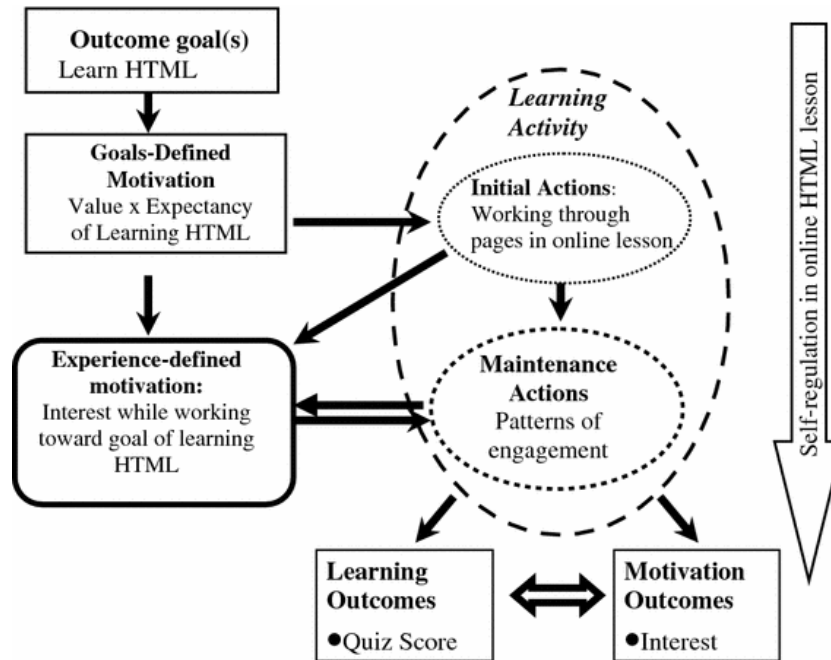 Outcome goal(s)
Learn HTML
Goals-Defined
Motivation
Value x Expectancy
of Learning HTML
Experience-defined
motivation:
Interest while working
toward goal of learning
HTML
Learning
Activity
Initial Actions:
Working through
pages in online lesson
Maintenance
Actions
Patterns of
engagement
Learning
Outcomes
●Quiz Score
Motivation
Outcomes
●Interest
Self-regulation in online HTML lesson